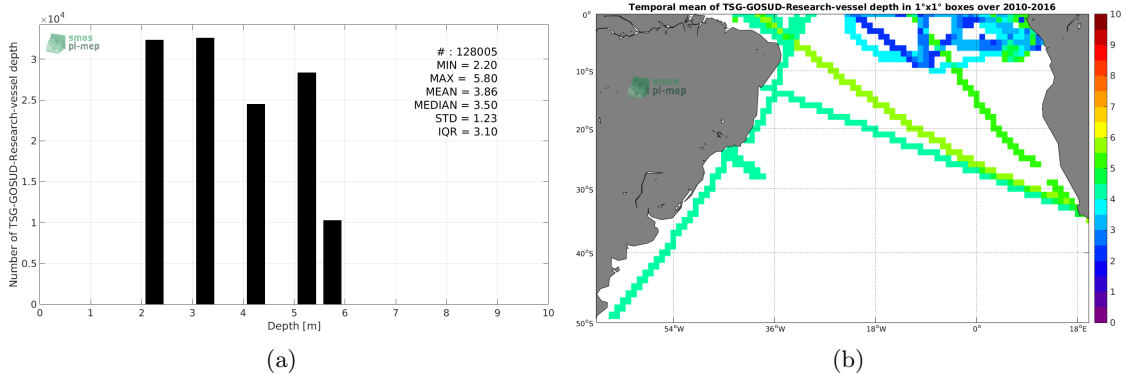 ×10⁴
smos
pi-mep
# : 128005
MIN = 2.20
MAX = 5.80
MEAN = 3.86
MEDIAN = 3.50
STD = 1.23
IQR = 3.10
Number of TSG-GOSUD-Research-vessel depth
3
2.5
2
1.5
1
0.5
0
0 1 2 3 4 5 6 7 8 9 10
Depth [m]
(a)
Temporal mean of TSG-GOSUD-Research-vessel depth in 1°x1° boxes over 2010-2016
smos
pi-mep
0°
10°S
20°S
30°S
40°S
50°S
54°W 36°W 18°W 0° 18°E
10
9
8
7
6
5
4
3
2
1
0
(b)